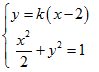 y = k(x−2)
x²/2 + y² = 1